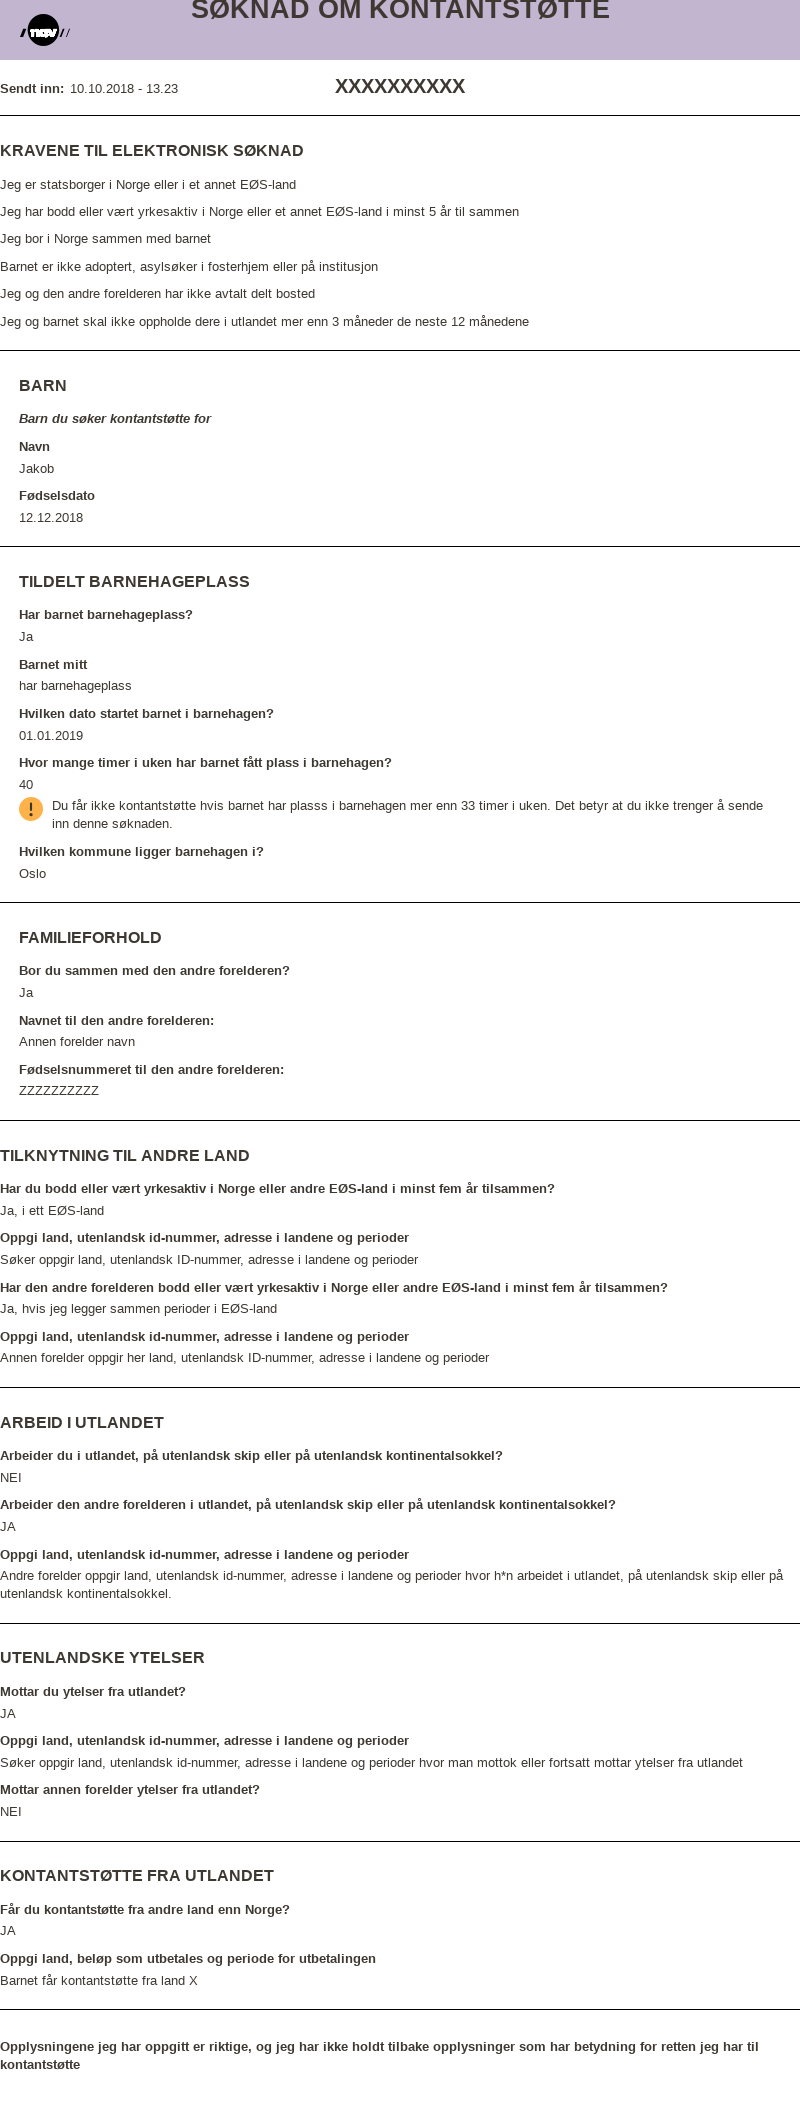 SØKNAD OM KONTANTSTØTTE
nav
Sendt inn: 10.10.2018 - 13.23
XXXXXXXXXX
KRAVENE TIL ELEKTRONISK SØKNAD
Jeg er statsborger i Norge eller i et annet EØS-land
Jeg har bodd eller vært yrkesaktiv i Norge eller et annet EØS-land i minst 5 år til sammen
Jeg bor i Norge sammen med barnet
Barnet er ikke adoptert, asylsøker i fosterhjem eller på institusjon
Jeg og den andre forelderen har ikke avtalt delt bosted
Jeg og barnet skal ikke oppholde dere i utlandet mer enn 3 måneder de neste 12 månedene
BARN
Barn du søker kontantstøtte for
Navn
Jakob
Fødselsdato
12.12.2018
TILDELT BARNEHAGEPLASS
Har barnet barnehageplass?
Ja
Barnet mitt
har barnehageplass
Hvilken dato startet barnet i barnehagen?
01.01.2019
Hvor mange timer i uken har barnet fått plass i barnehagen?
40
Du får ikke kontantstøtte hvis barnet har plasss i barnehagen mer enn 33 timer i uken. Det betyr at du ikke trenger å sende
inn denne søknaden.
Hvilken kommune ligger barnehagen i?
Oslo
FAMILIEFORHOLD
Bor du sammen med den andre forelderen?
Ja
Navnet til den andre forelderen:
Annen forelder navn
Fødselsnummeret til den andre forelderen:
ZZZZZZZZZZ
TILKNYTNING TIL ANDRE LAND
Har du bodd eller vært yrkesaktiv i Norge eller andre EØS-land i minst fem år tilsammen?
Ja, i ett EØS-land
Oppgi land, utenlandsk id-nummer, adresse i landene og perioder
Søker oppgir land, utenlandsk ID-nummer, adresse i landene og perioder
Har den andre forelderen bodd eller vært yrkesaktiv i Norge eller andre EØS-land i minst fem år tilsammen?
Ja, hvis jeg legger sammen perioder i EØS-land
Oppgi land, utenlandsk id-nummer, adresse i landene og perioder
Annen forelder oppgir her land, utenlandsk ID-nummer, adresse i landene og perioder
ARBEID I UTLANDET
Arbeider du i utlandet, på utenlandsk skip eller på utenlandsk kontinentalsokkel?
NEI
Arbeider den andre forelderen i utlandet, på utenlandsk skip eller på utenlandsk kontinentalsokkel?
JA
Oppgi land, utenlandsk id-nummer, adresse i landene og perioder
Andre forelder oppgir land, utenlandsk id-nummer, adresse i landene og perioder hvor h*n arbeidet i utlandet, på utenlandsk skip eller på
utenlandsk kontinentalsokkel.
UTENLANDSKE YTELSER
Mottar du ytelser fra utlandet?
JA
Oppgi land, utenlandsk id-nummer, adresse i landene og perioder
Søker oppgir land, utenlandsk id-nummer, adresse i landene og perioder hvor man mottok eller fortsatt mottar ytelser fra utlandet
Mottar annen forelder ytelser fra utlandet?
NEI
KONTANTSTØTTE FRA UTLANDET
Får du kontantstøtte fra andre land enn Norge?
JA
Oppgi land, beløp som utbetales og periode for utbetalingen
Barnet får kontantstøtte fra land X
Opplysningene jeg har oppgitt er riktige, og jeg har ikke holdt tilbake opplysninger som har betydning for retten jeg har til
kontantstøtte